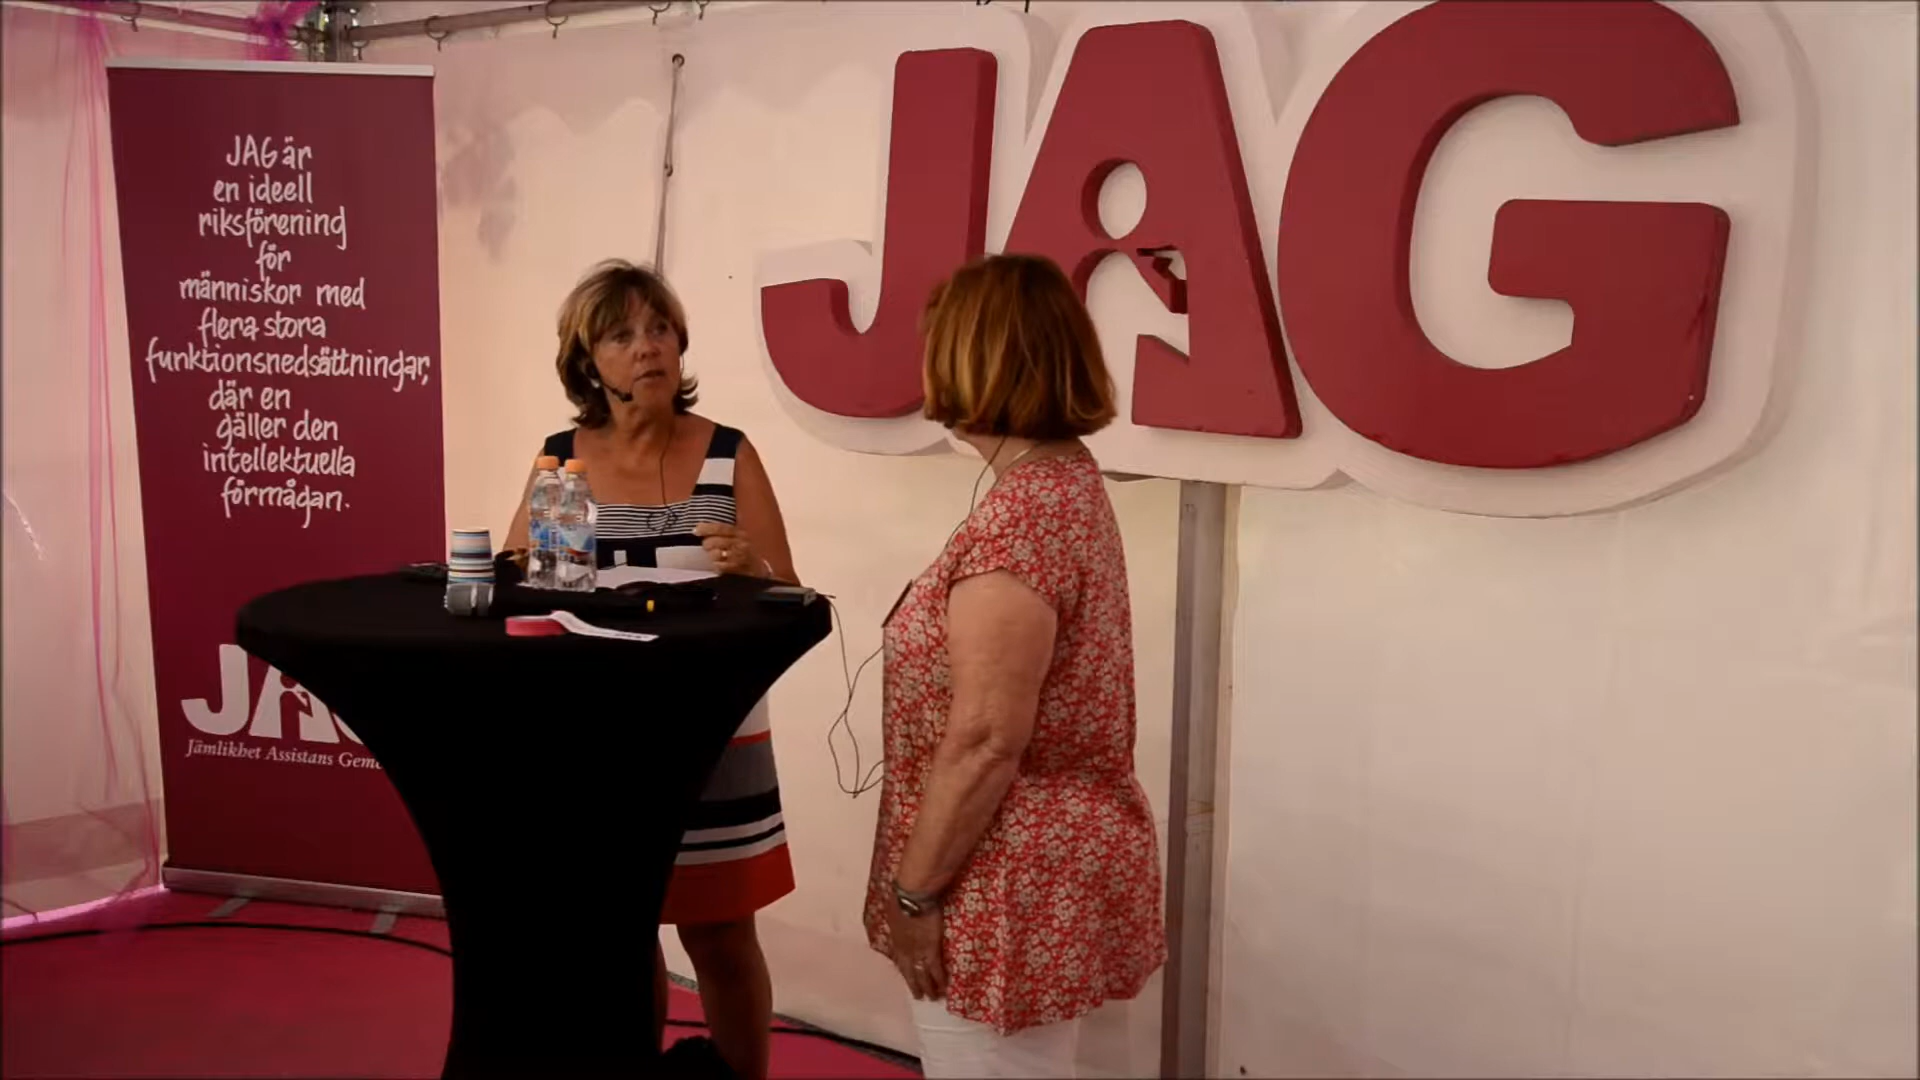 JAG är
en ideell
riksförening
för
människor med
flera stora
funktionsnedsättningar,
där en
gäller den
intellektuella
förmågan.
JAG
Jämlikhet Assistans
JAG